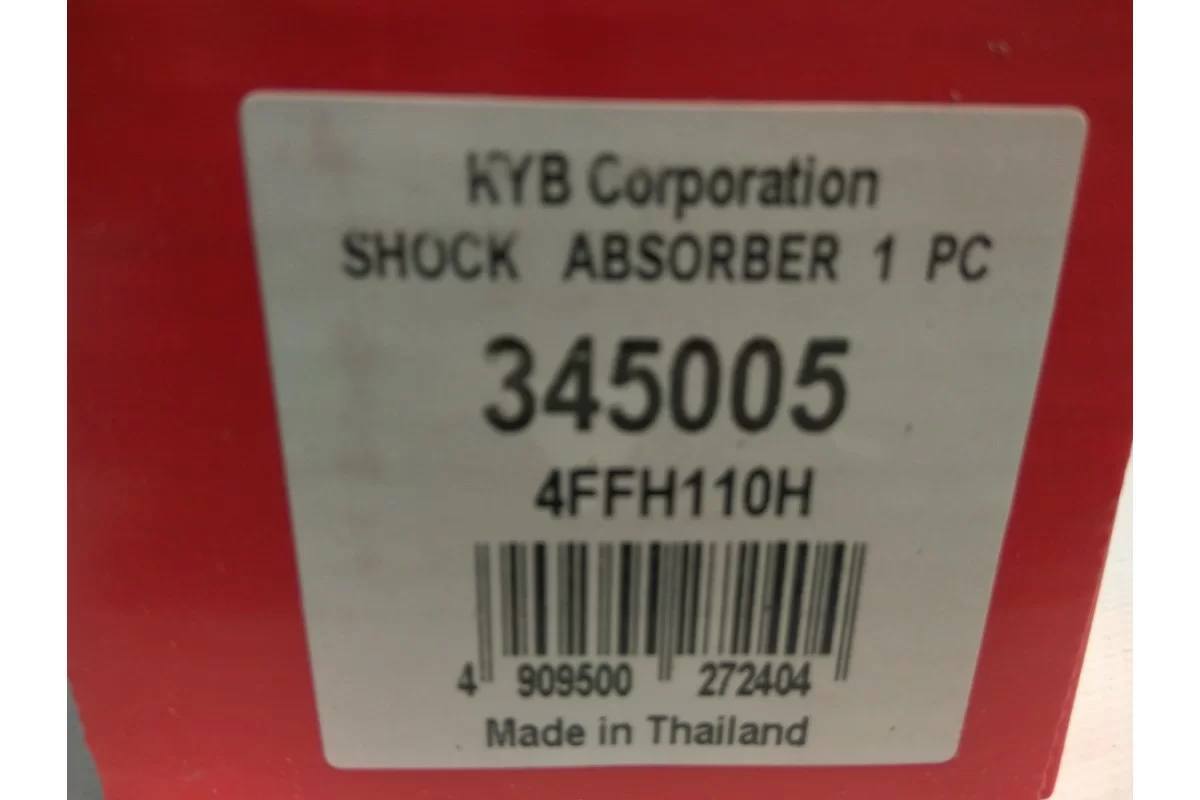 KYB Corporation
SHOCK ABSORBER 1 PC
345005
4FFH110H
4 909500 272404
Made in Thailand